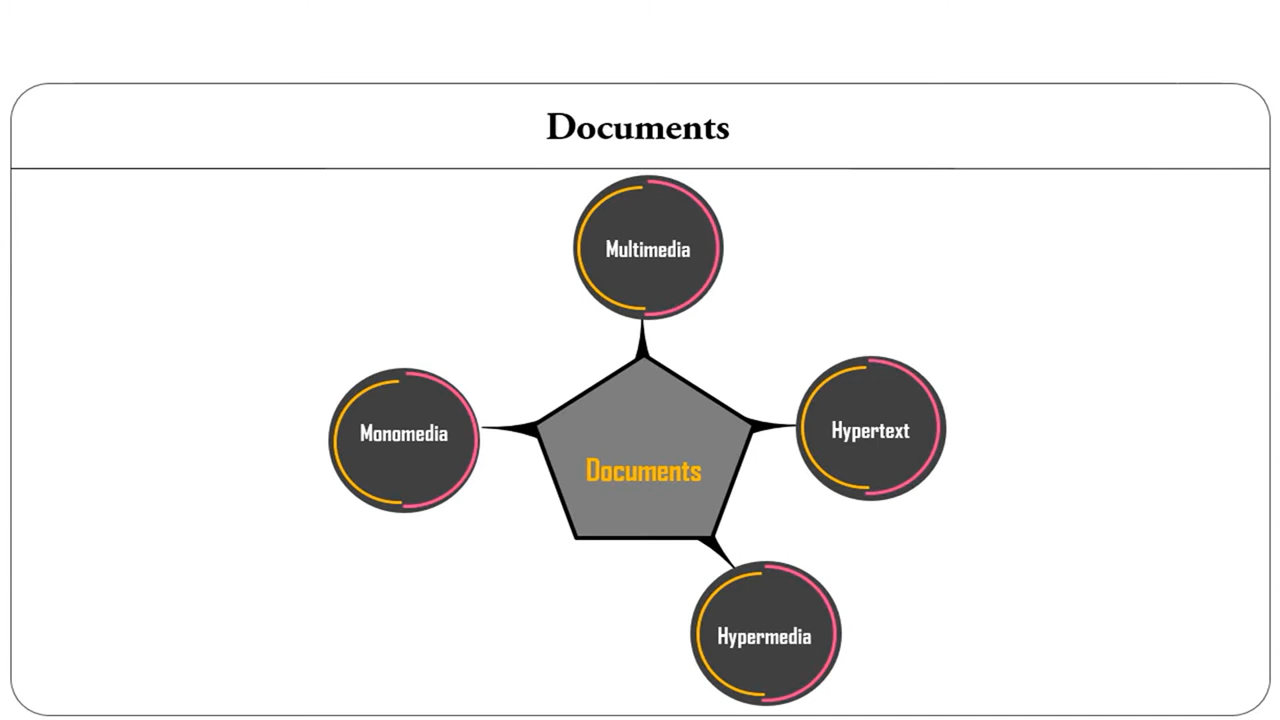 Documents
Multimedia
Monomedia
Hypertext
Documents
Hypermedia